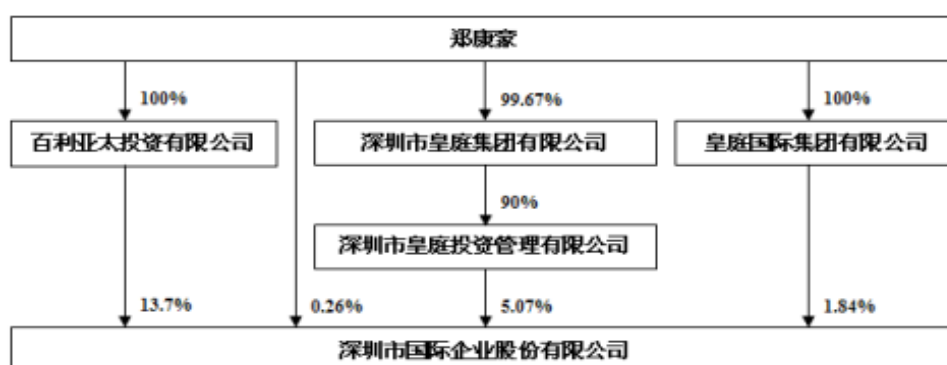 郑康豪
100%
99.67%
100%
百利亚太投资有限公司
深圳市皇庭集团有限公司
皇庭国际集团有限公司
90%
深圳市皇庭投资管理有限公司
13.7%
0.26%
5.07%
1.84%
深圳市国际企业股份有限公司